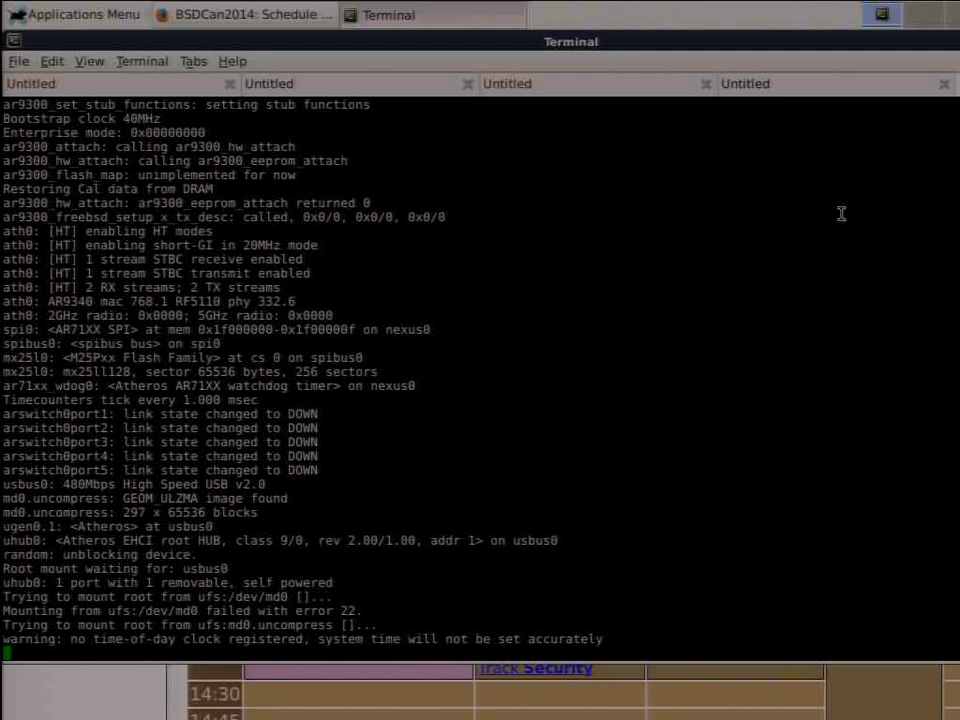 Applications Menu
BSDCan2014: Schedule ...
Terminal
Terminal
File Edit View Terminal Tabs Help
Untitled
Untitled
Untitled
Untitled
ar9300_set_stub_functions: setting stub functions
Bootstrap clock 40MHz
Enterprise mode: 0x00000000
ar9300_attach: calling ar9300_hw_attach
ar9300_hw_attach: calling ar9300_eeprom_attach
ar9300_flash_map: unimplemented for now
Restoring Cal data from DRAM
ar9300_hw_attach: ar9300_eeprom_attach returned 0
ar9300_freebsd_setup_x_tx_desc: called, 0x0/0, 0x0/0, 0x0/0
ath0: [HT] enabling HT modes
ath0: [HT] enabling short-GI in 20MHz mode
ath0: [HT] 1 stream STBC receive enabled
ath0: [HT] 1 stream STBC transmit enabled
ath0: [HT] 2 RX streams; 2 TX streams
ath0: AR9340 mac 768.1 RF5110 phy 332.6
ath0: 2GHz radio: 0x0000; 5GHz radio: 0x0000
spi0: <AR71XX SPI> at mem 0x1f000000-0x1f00000f on nexus0
spibus0: <spibus bus> on spi0
mx25l0: <M25Pxx Flash Family> at cs 0 on spibus0
mx25l0: mx25ll128, sector 65536 bytes, 256 sectors
ar71xx_wdog0: <Atheros AR71XX watchdog timer> on nexus0
Timecounters tick every 1.000 msec
arswitch0port1: link state changed to DOWN
arswitch0port2: link state changed to DOWN
arswitch0port3: link state changed to DOWN
arswitch0port4: link state changed to DOWN
arswitch0port5: link state changed to DOWN
usbus0: 480Mbps High Speed USB v2.0
md0.uncompress: GEOM_ULZMA image found
md0.uncompress: 297 x 65536 blocks
ugen0.1: <Atheros> at usbus0
uhub0: <Atheros EHCI root HUB, class 9/0, rev 2.00/1.00, addr 1> on usbus0
random: unblocking device.
Root mount waiting for: usbus0
uhub0: 1 port with 1 removable, self powered
Trying to mount root from ufs:/dev/md0 []...
Mounting from ufs:/dev/md0 failed with error 22.
Trying to mount root from ufs:md0.uncompress []...
warning: no time-of-day clock registered, system time will not be set accurately
Track Security
14:30
14:45